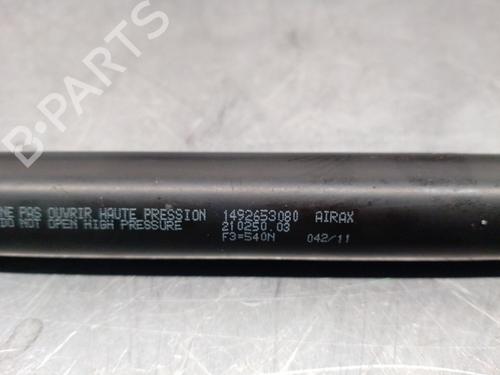 B-PARTS
NE PAS OUVRIR HAUTE PRESSION 1492653080 AIRAX
DO NOT OPEN HIGH PRESSURE 210250.03
F3=540N 042/11